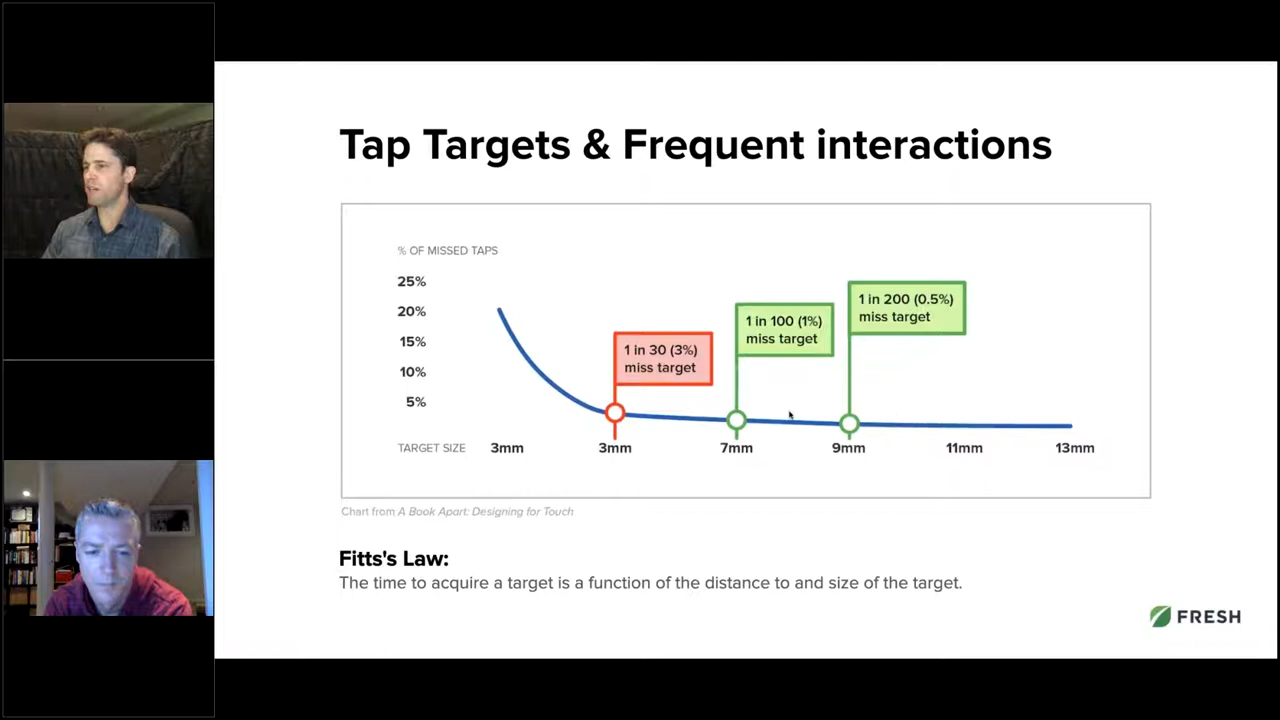 Tap Targets & Frequent interactions
% OF MISSED TAPS
25%
20%
15%
10%
5%
1 in 30 (3%)
miss target
1 in 100 (1%)
miss target
1 in 200 (0.5%)
miss target
TARGET SIZE 3mm 3mm 7mm 9mm 11mm 13mm
Chart from A Book Apart: Designing for Touch
Fitts's Law:
The time to acquire a target is a function of the distance to and size of the target.
FRESH